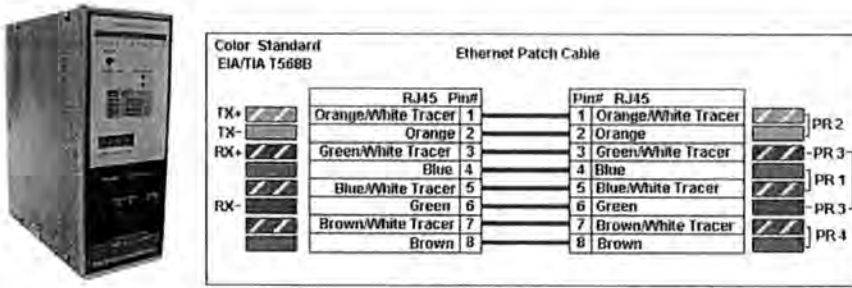 Color Standard
EIA/TIA T568B
Ethernet Patch Cable
RJ45 Pin#
Pin# RJ45
TX+ Orange/White Tracer 1
1 Orange/White Tracer
TX- Orange 2
2 Orange
PR 2
RX+ Green/White Tracer 3
3 Green/White Tracer PR 3
Blue 4
4 Blue
Blue/White Tracer 5
5 Blue/White Tracer
PR 1
RX- Green 6
6 Green PR 3
Brown/White Tracer 7
7 Brown/White Tracer
Brown 8
8 Brown
PR 4